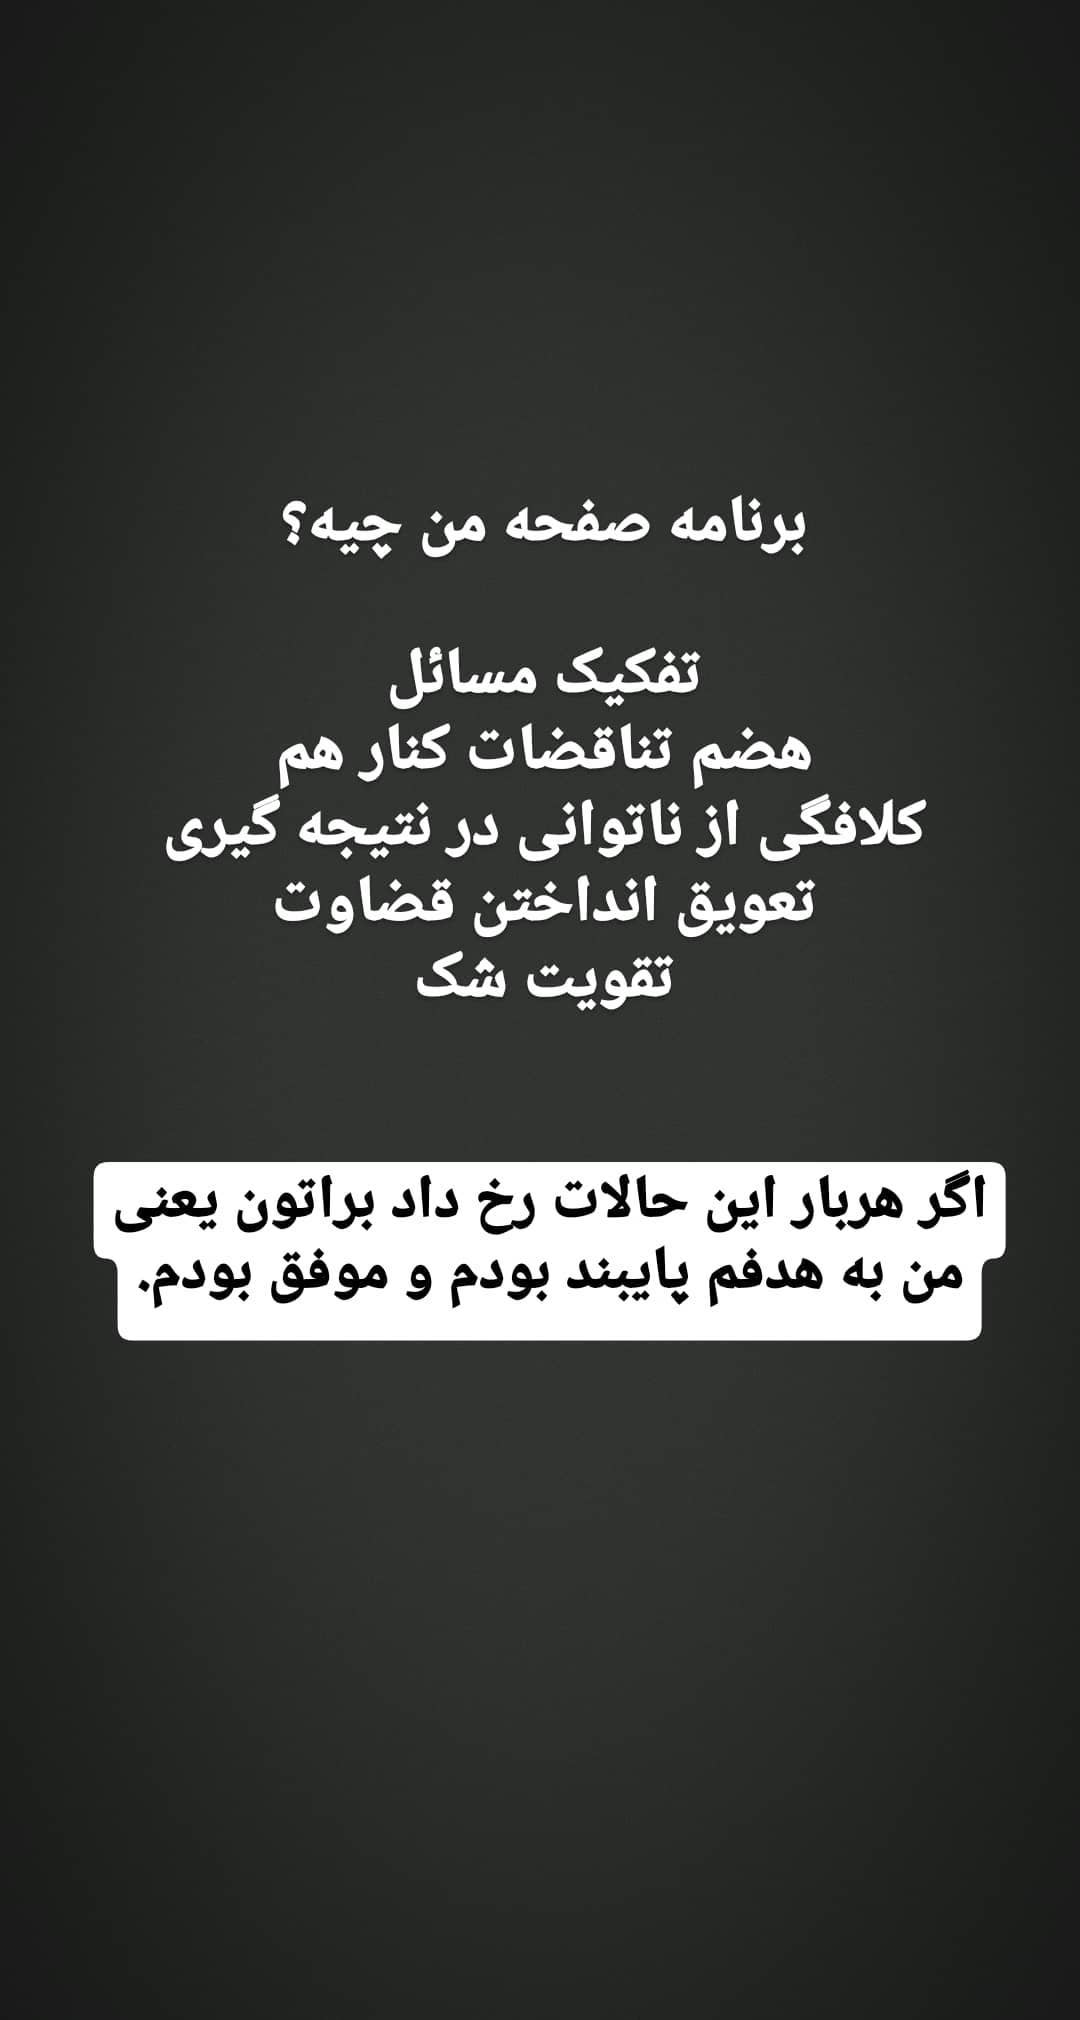 برنامه صفحه من چیه؟
تفکیک مسائل
هضم تناقضات کنار هم
کلافگی از ناتوانی در نتیجه گیری
تعویق انداختن قضاوت
تقویت شک
اگر هربار این حالات رخ داد براتون یعنی
من به هدفم پایبند بودم و موفق بودم.